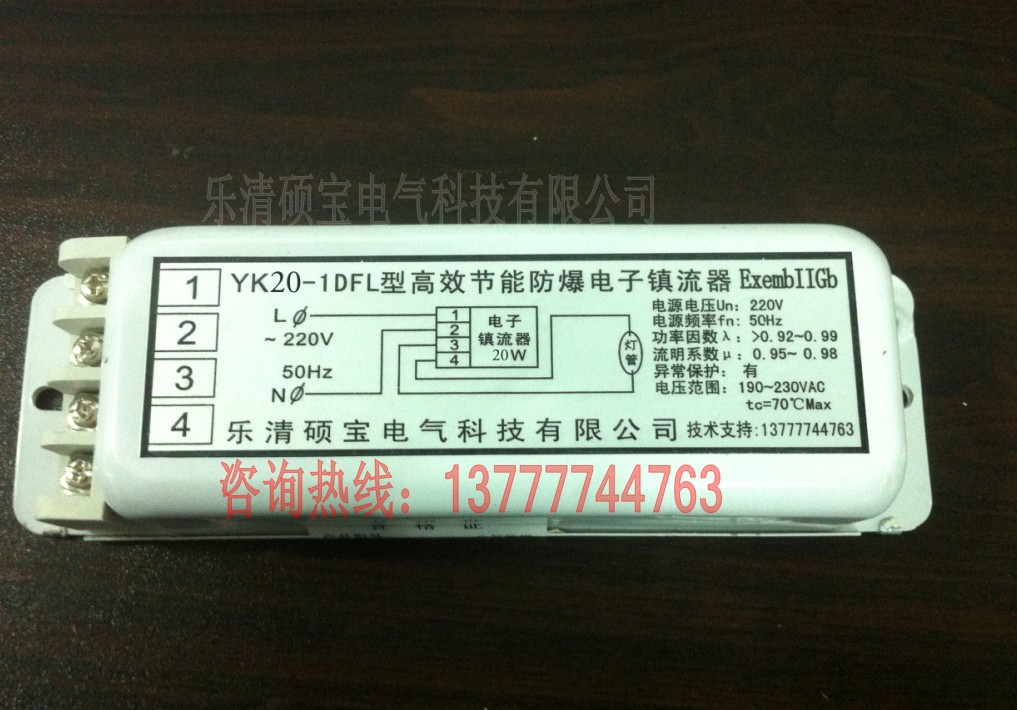 乐清硕宝电气科技有限公司
1
2
3
4
YK20-1DFL型高效节能防爆电子镇流器 ExembIIGb
L
~ 220V
50Hz
N
1
2
3
4
电子
镇流器
20W
灯管
电源电压Un: 220V
电源频率fn: 50Hz
功率因数λ: >0.92~0.99
流明系数μ: 0.95~ 0.98
异常保护: 有
电压范围: 190~230VAC
tc=70℃Max
乐清硕宝电气科技有限公司 技术支持:13777744763
咨询热线：13777744763